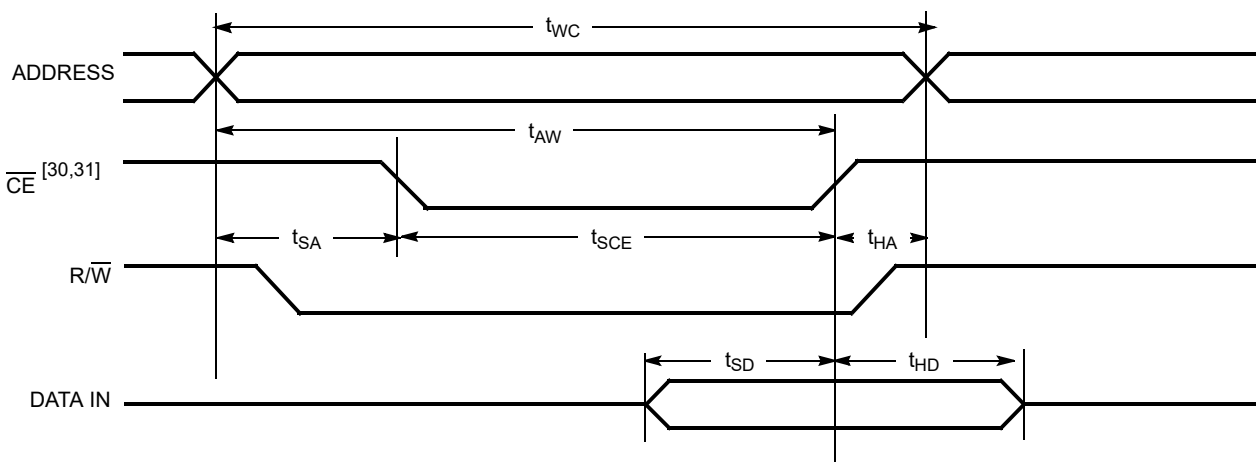 tWC
ADDRESS
tAW
CE [30,31]
tSA
tSCE
tHA
R/W
tSD
tHD
DATA IN